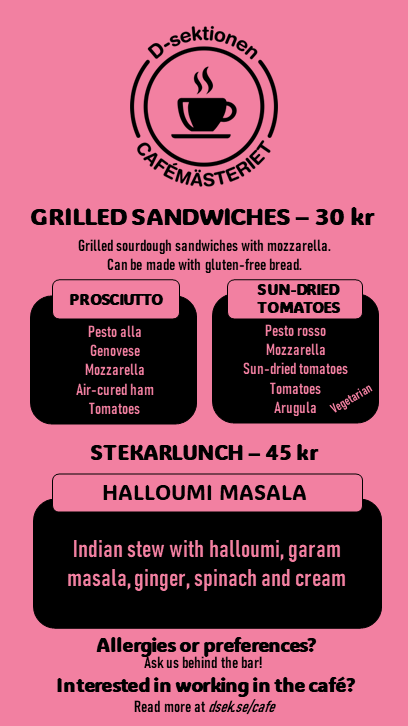 D-sektionen
CAFÉMÄSTERIET
GRILLED SANDWICHES – 30 kr
Grilled sourdough sandwiches with mozzarella.
Can be made with gluten-free bread.
PROSCIUTTO
Pesto alla
Genovese
Mozzarella
Air-cured ham
Tomatoes
SUN-DRIED
TOMATOES
Pesto rosso
Mozzarella
Sun-dried tomatoes
Tomatoes
Arugula
Vegetarian
STEKARLUNCH – 45 kr
HALLOUMI MASALA
Indian stew with halloumi, garam
masala, ginger, spinach and cream
Allergies or preferences?
Ask us behind the bar!
Interested in working in the café?
Read more at dsek.se/cafe